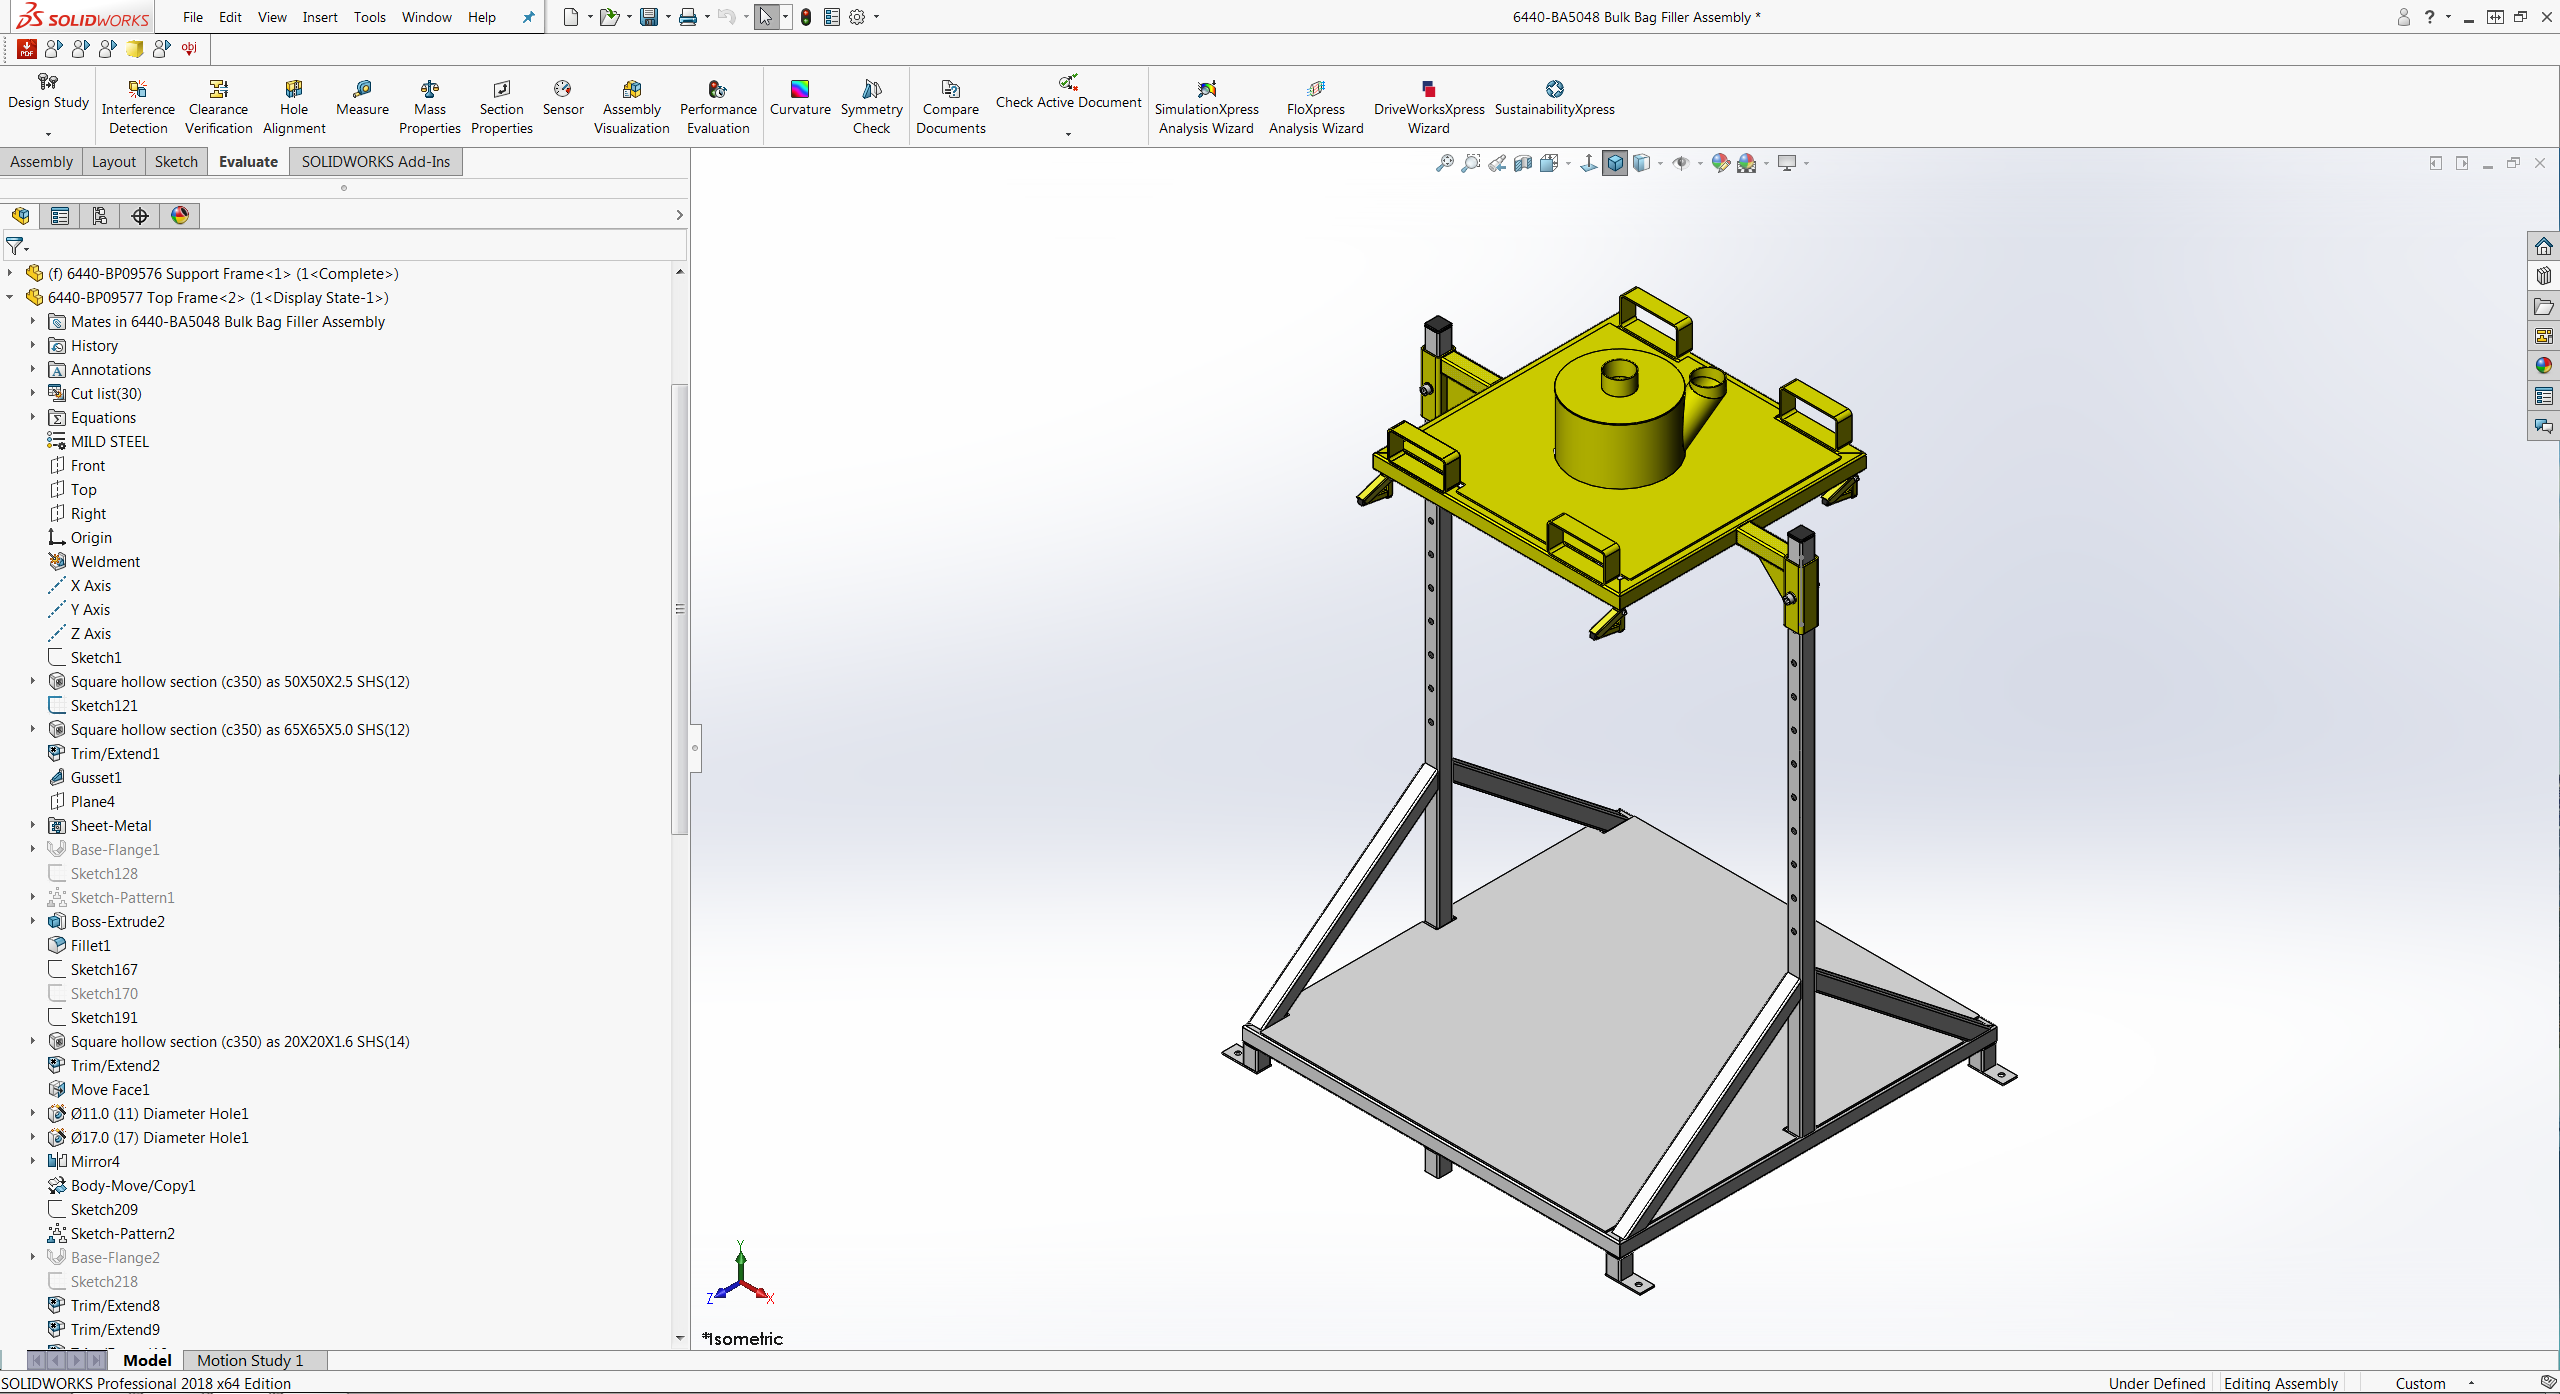 SOLIDWORKS File Edit View Insert Tools Window Help 6440-BA5048 Bulk Bag Filler Assembly *
PDF obj
Design Study
Interference Detection
Clearance Verification
Hole Alignment
Measure
Mass Properties
Section Properties
Sensor
Assembly Visualization
Performance Evaluation
Curvature
Symmetry Check
Compare Documents
Check Active Document
SimulationXpress Analysis Wizard
FloXpress Analysis Wizard
DriveWorksXpress Wizard
SustainabilityXpress
Assembly Layout Sketch Evaluate SOLIDWORKS Add-Ins
(f) 6440-BP09576 Support Frame<1> (1<Complete>)
6440-BP09577 Top Frame<2> (1<Display State-1>)
Mates in 6440-BA5048 Bulk Bag Filler Assembly
History
Annotations
Cut list(30)
Equations
MILD STEEL
Front
Top
Right
Origin
Weldment
X Axis
Y Axis
Z Axis
Sketch1
Square hollow section (c350) as 50X50X2.5 SHS(12)
Sketch121
Square hollow section (c350) as 65X65X5.0 SHS(12)
Trim/Extend1
Gusset1
Plane4
Sheet-Metal
Base-Flange1
Sketch128
Sketch-Pattern1
Boss-Extrude2
Fillet1
Sketch167
Sketch170
Sketch191
Square hollow section (c350) as 20X20X1.6 SHS(14)
Trim/Extend2
Move Face1
Ø11.0 (11) Diameter Hole1
Ø17.0 (17) Diameter Hole1
Mirror4
Body-Move/Copy1
Sketch209
Sketch-Pattern2
Base-Flange2
Sketch218
Trim/Extend8
Trim/Extend9
Y
Z X
*Isometric
Model Motion Study 1
SOLIDWORKS Professional 2018 x64 Edition Under Defined Editing Assembly Custom